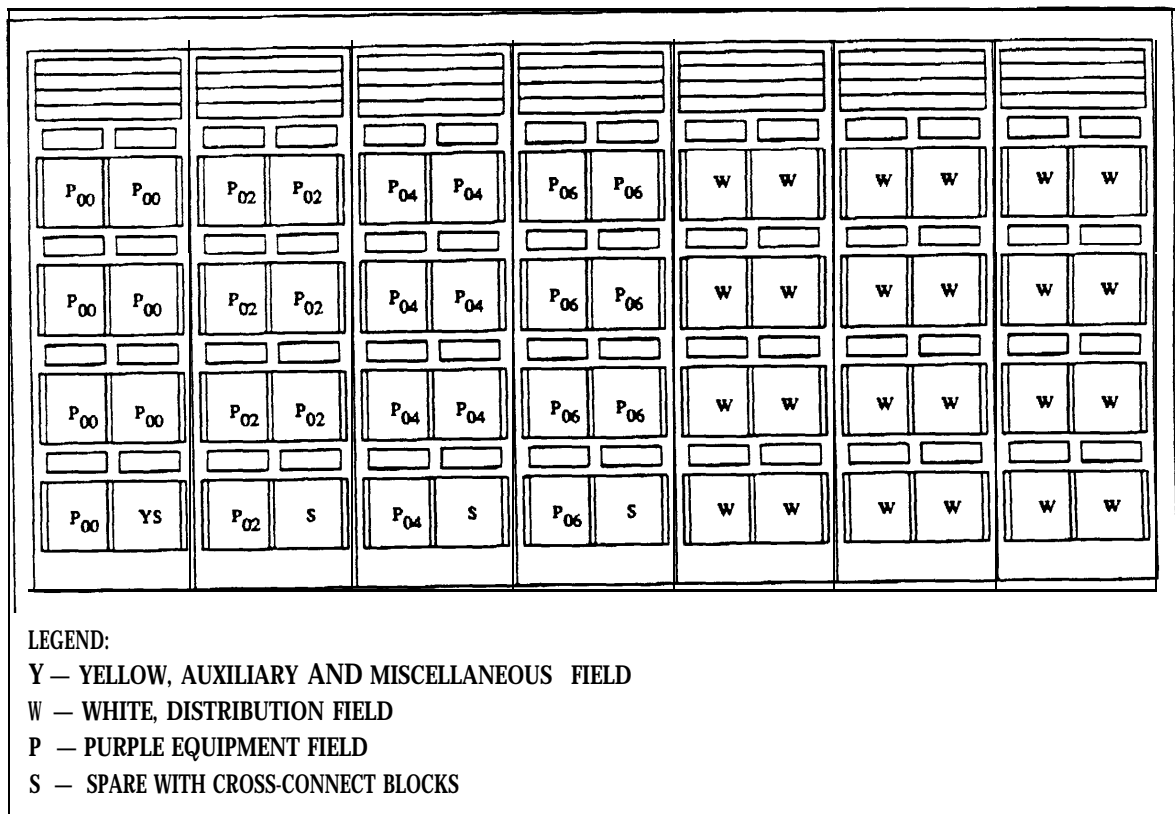 P00 P00 P02 P02 P04 P04 P06 P06 W W W W W W
P00 P00 P02 P02 P04 P04 P06 P06 W W W W W W
P00 P00 P02 P02 P04 P04 P06 P06 W W W W W W
P00 YS P02 S P04 S P06 S W W W W W W
LEGEND:
Y — YELLOW, AUXILIARY AND MISCELLANEOUS FIELD
W — WHITE, DISTRIBUTION FIELD
P — PURPLE EQUIPMENT FIELD
S — SPARE WITH CROSS-CONNECT BLOCKS